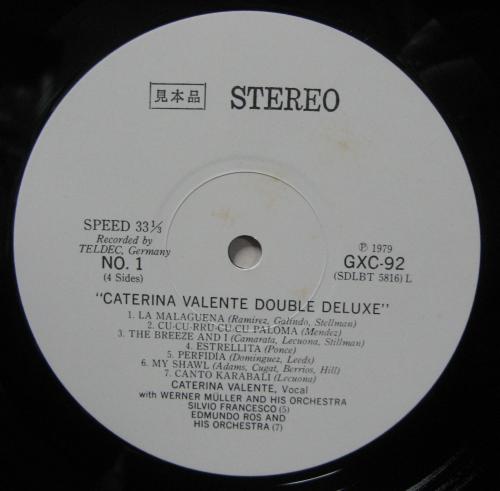 見本品 STEREO
SPEED 33⅓
Recorded by
TELDEC, Germany
NO. 1
(4 Sides)
Ⓟ 1979
GXC-92
(SDLBT 5816) L
"CATERINA VALENTE DOUBLE DELUXE"
1. LA MALAGUENA (Ramirez, Galindo, Stellman)
2. CU-CU-RRU-CU-CU PALOMA (Mendez)
3. THE BREEZE AND I (Camarata, Lecuona, Stillman)
4. ESTRELLITA (Ponce)
5. PERFIDIA (Dominguez, Leeds)
6. MY SHAWL (Adams, Cugat, Berrios, Hill)
7. CANTO KARABALI (Lecuona)
CATERINA VALENTE, Vocal
with WERNER MÜLLER AND HIS ORCHESTRA
SILVIO FRANCESCO (5)
EDMUNDO ROS AND
HIS ORCHESTRA (7)